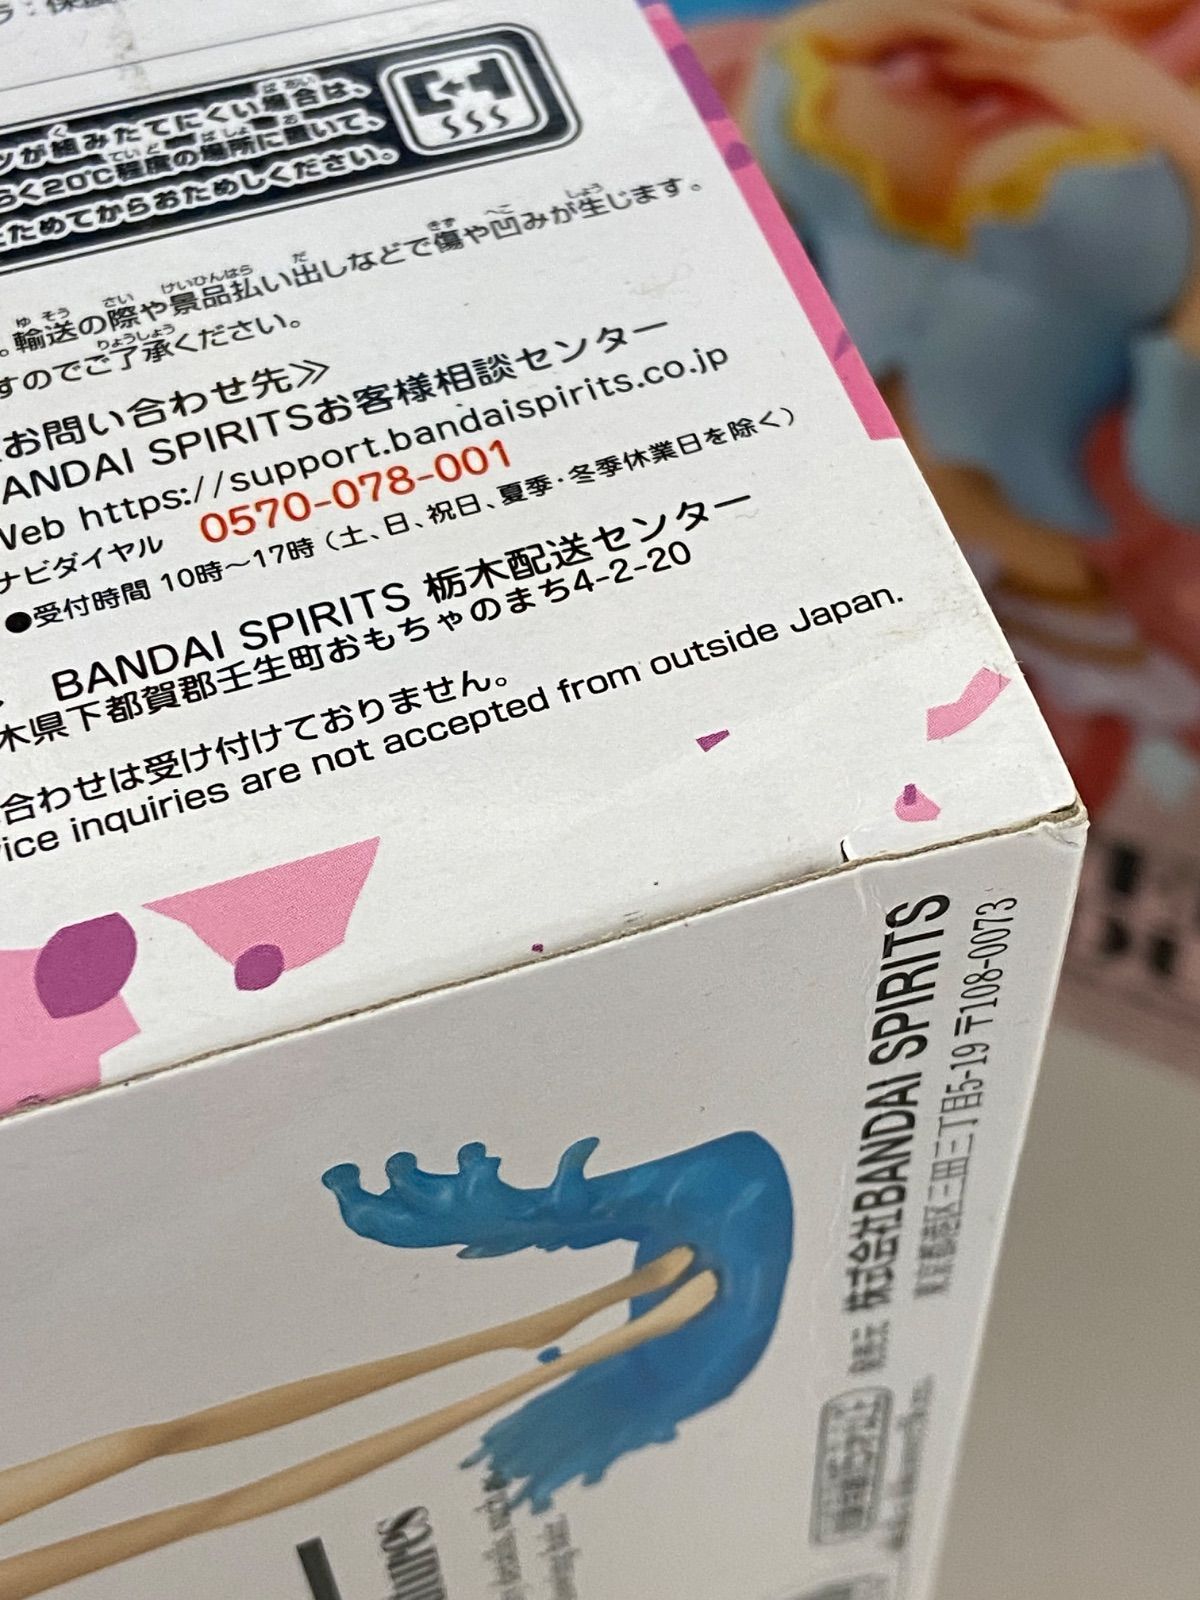 ツが組みたてにくい場合は、
らく20℃程度の場所に置いて、
たためてからおためしください。
。輸送の際や景品払い出しなどで傷や凹みが生じます。
すのでご了承ください。
お問い合わせ先≫
BANDAI SPIRITSお客様相談センター
Web https://support.bandaispirits.co.jp
ナビダイヤル 0570-078-001
●受付時間 10時〜17時（土、日、祝日、夏季・冬季休業日を除く）
BANDAI SPIRITS 栃木配送センター
木県下都賀郡壬生町おもちゃのまち4-2-20
合わせは受け付けておりません。
vice inquiries are not accepted from outside Japan.
発売元 株式会社BANDAI SPIRITS
東京都港区三田三丁目5-19 〒108-0073